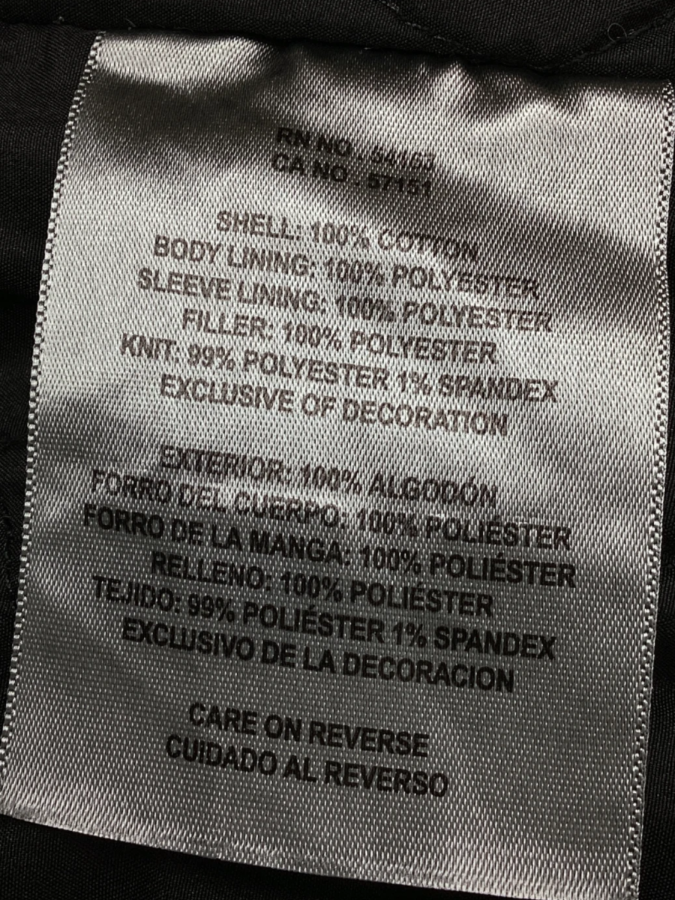 RN NO . 54163
CA NO . 57151
SHELL: 100% COTTON
BODY LINING: 100% POLYESTER
SLEEVE LINING: 100% POLYESTER
FILLER: 100% POLYESTER
KNIT: 99% POLYESTER 1% SPANDEX
EXCLUSIVE OF DECORATION
EXTERIOR: 100% ALGODÓN
FORRO DEL CUERPO: 100% POLIÉSTER
FORRO DE LA MANGA: 100% POLIÉSTER
RELLENO: 100% POLIÉSTER
TEJIDO: 99% POLIÉSTER 1% SPANDEX
EXCLUSIVO DE LA DECORACION
CARE ON REVERSE
CUIDADO AL REVERSO